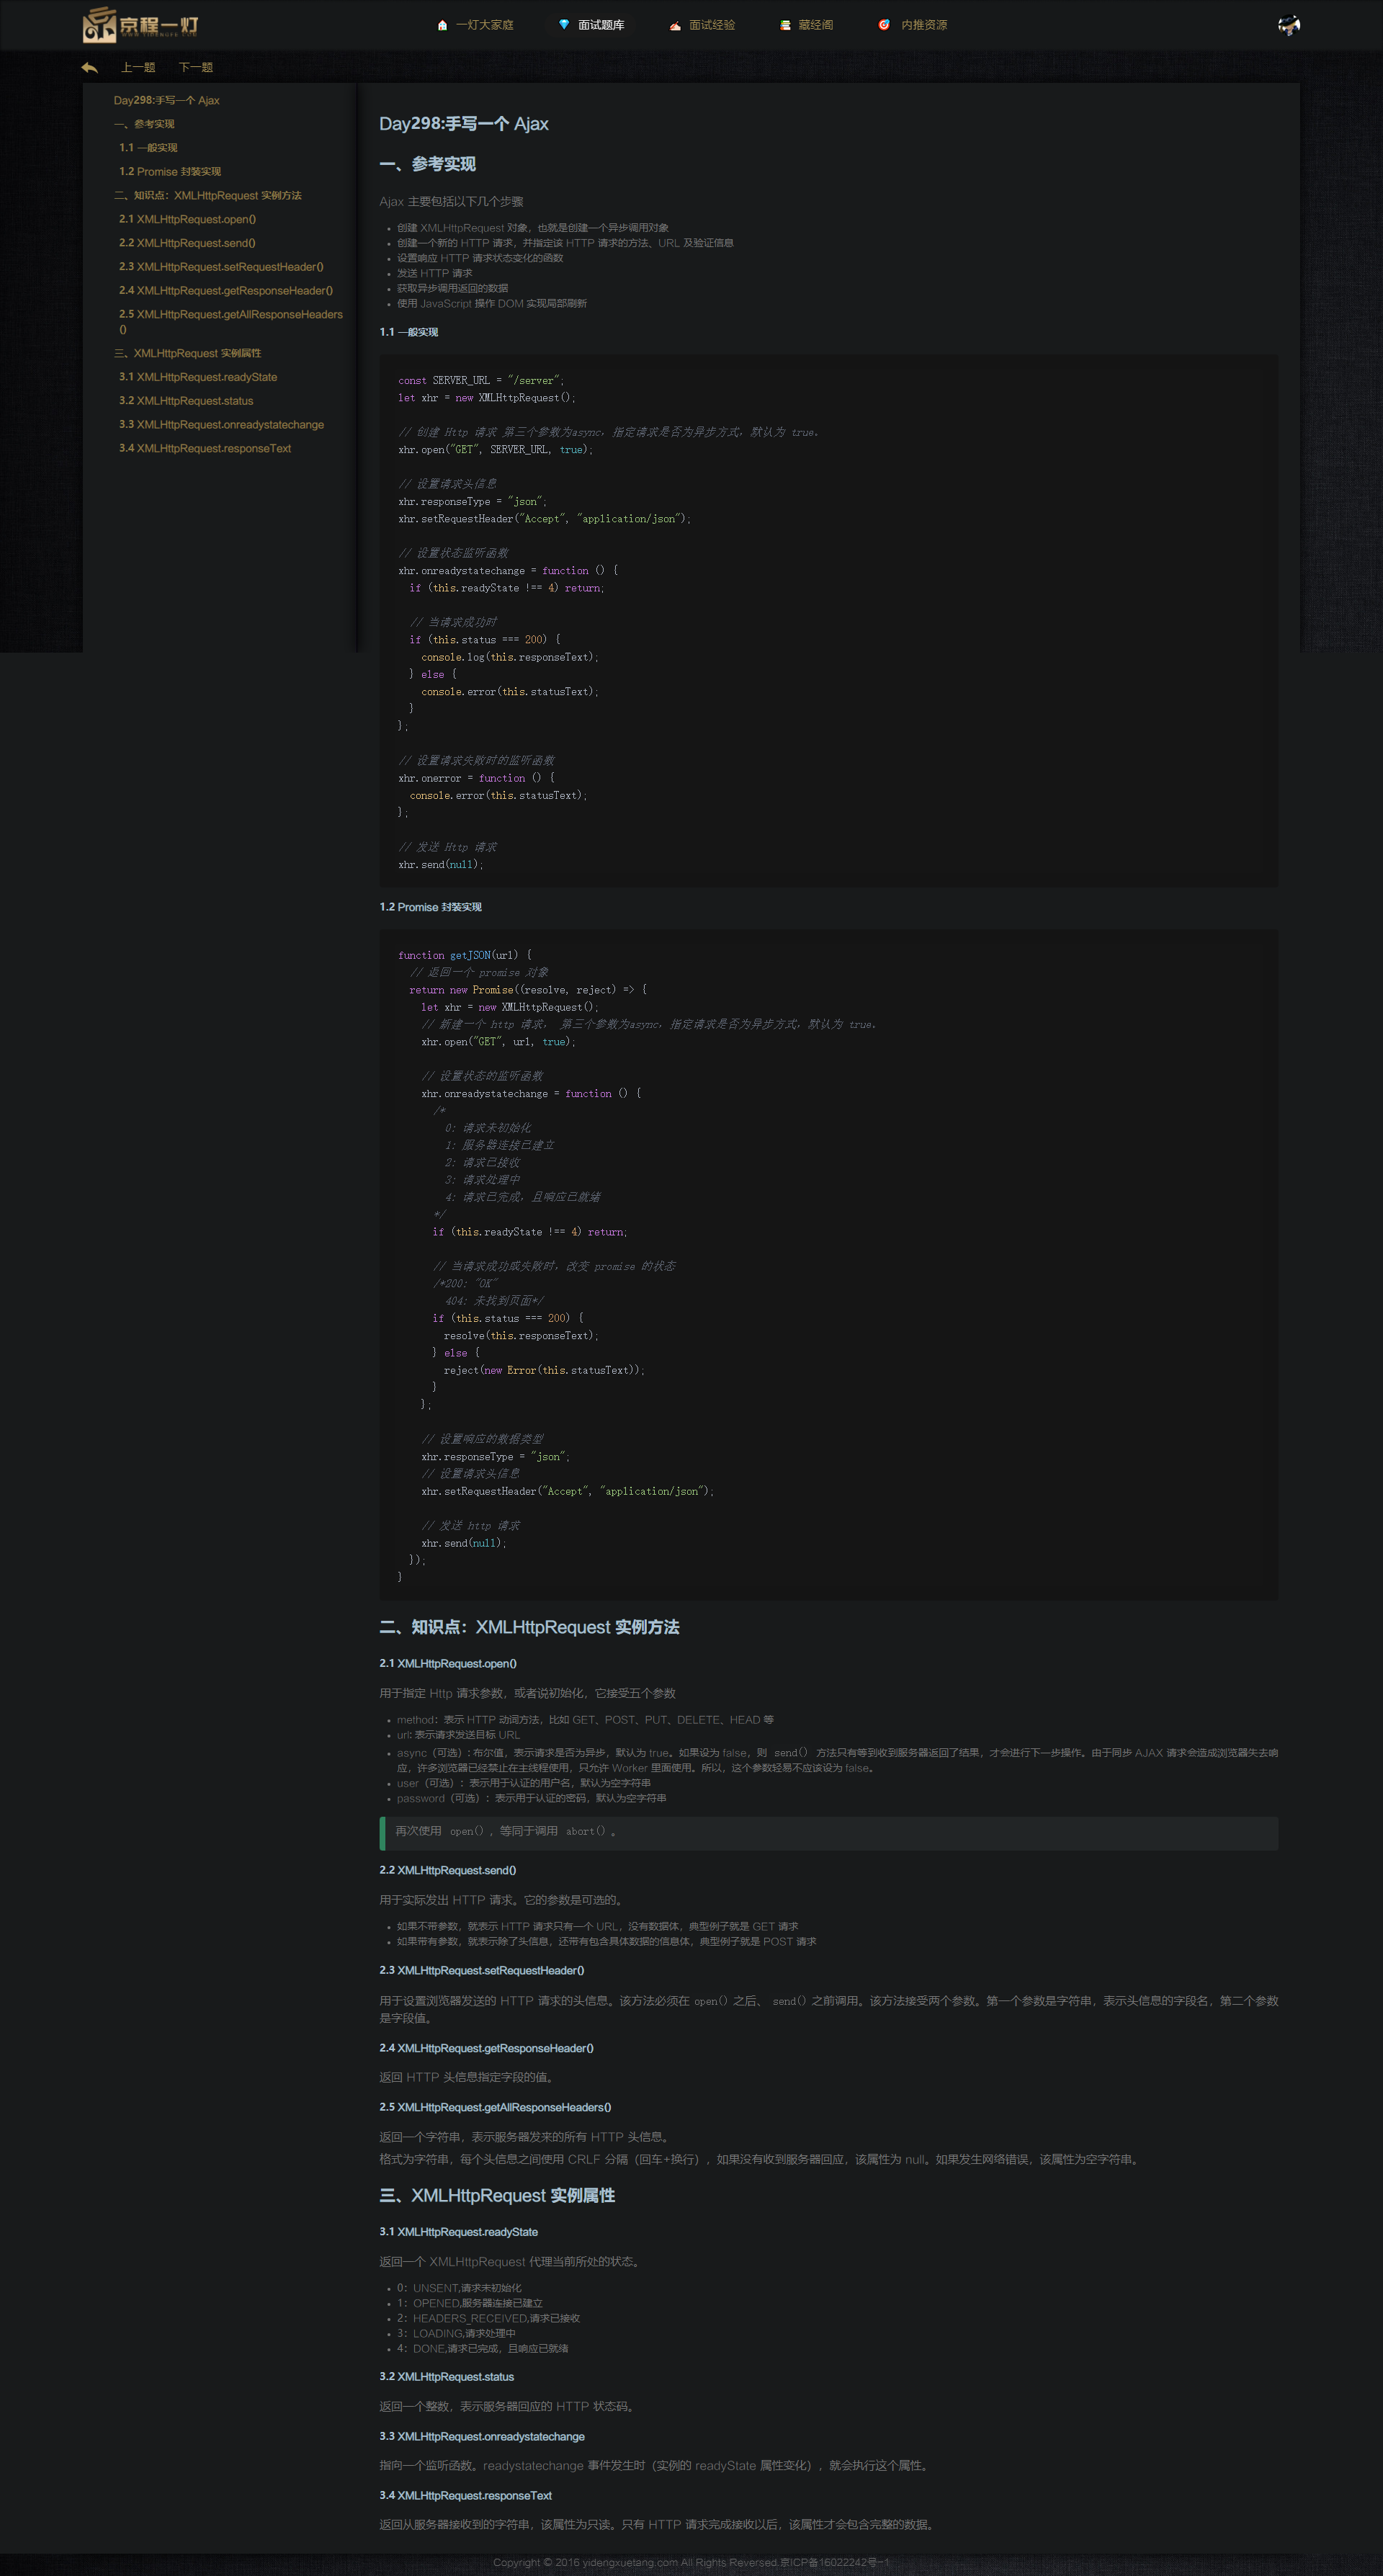 京程一灯
一灯大家庭
面试题库
面试经验
藏经阁
内推资源
上一题
下一题
Day298:手写一个 Ajax
一、参考实现
1.1 一般实现
1.2 Promise 封装实现
二、知识点：XMLHttpRequest 实例方法
2.1 XMLHttpRequest.open()
2.2 XMLHttpRequest.send()
2.3 XMLHttpRequest.setRequestHeader()
2.4 XMLHttpRequest.getResponseHeader()
2.5 XMLHttpRequest.getAllResponseHeaders
()
三、XMLHttpRequest 实例属性
3.1 XMLHttpRequest.readyState
3.2 XMLHttpRequest.status
3.3 XMLHttpRequest.onreadystatechange
3.4 XMLHttpRequest.responseText
Day298:手写一个 Ajax
一、参考实现
Ajax 主要包括以下几个步骤
• 创建 XMLHttpRequest 对象，也就是创建一个异步调用对象
• 创建一个新的 HTTP 请求，并指定该 HTTP 请求的方法、URL 及验证信息
• 设置响应 HTTP 请求状态变化的函数
• 发送 HTTP 请求
• 获取异步调用返回的数据
• 使用 JavaScript 操作 DOM 实现局部刷新
1.1 一般实现
const SERVER_URL = "/server";
let xhr = new XMLHttpRequest();
// 创建 Http 请求 第三个参数为async，指定请求是否为异步方式，默认为 true。
xhr.open("GET", SERVER_URL, true);
// 设置请求头信息
xhr.responseType = "json";
xhr.setRequestHeader("Accept", "application/json");
// 设置状态监听函数
xhr.onreadystatechange = function () {
if (this.readyState !== 4) return;
// 当请求成功时
if (this.status === 200) {
console.log(this.responseText);
} else {
console.error(this.statusText);
}
};
// 设置请求失败时的监听函数
xhr.onerror = function () {
console.error(this.statusText);
};
// 发送 Http 请求
xhr.send(null);
1.2 Promise 封装实现
function getJSON(url) {
// 返回一个 promise 对象
return new Promise((resolve, reject) => {
let xhr = new XMLHttpRequest();
// 新建一个 http 请求， 第三个参数为async，指定请求是否为异步方式，默认为 true。
xhr.open("GET", url, true);
// 设置状态的监听函数
xhr.onreadystatechange = function () {
/*
0: 请求未初始化
1: 服务器连接已建立
2: 请求已接收
3: 请求处理中
4: 请求已完成，且响应已就绪
*/
if (this.readyState !== 4) return;
// 当请求成功或失败时，改变 promise 的状态
/*200: "OK"
404: 未找到页面*/
if (this.status === 200) {
resolve(this.responseText);
} else {
reject(new Error(this.statusText));
}
};
// 设置响应的数据类型
xhr.responseType = "json";
// 设置请求头信息
xhr.setRequestHeader("Accept", "application/json");
// 发送 http 请求
xhr.send(null);
});
}
二、知识点：XMLHttpRequest 实例方法
2.1 XMLHttpRequest.open()
用于指定 Http 请求参数，或者说初始化，它接受五个参数
• method：表示 HTTP 动词方法，比如 GET、POST、PUT、DELETE、HEAD 等
• url: 表示请求发送目标 URL
• async（可选）: 布尔值，表示请求是否为异步，默认为 true。如果设为 false，则 send() 方法只有等到收到服务器返回了结果，才会进行下一步操作。由于同步 AJAX 请求会造成浏览器失去响
应，许多浏览器已经禁止在主线程使用，只允许 Worker 里面使用。所以，这个参数轻易不应该设为 false。
• user（可选）：表示用于认证的用户名，默认为空字符串
• password（可选）：表示用于认证的密码，默认为空字符串
再次使用 open() ，等同于调用 abort() 。
2.2 XMLHttpRequest.send()
用于实际发出 HTTP 请求。它的参数是可选的。
• 如果不带参数，就表示 HTTP 请求只有一个 URL，没有数据体，典型例子就是 GET 请求
• 如果带有参数，就表示除了头信息，还带有包含具体数据的信息体，典型例子就是 POST 请求
2.3 XMLHttpRequest.setRequestHeader()
用于设置浏览器发送的 HTTP 请求的头信息。该方法必须在 open() 之后、 send() 之前调用。该方法接受两个参数。第一个参数是字符串，表示头信息的字段名，第二个参数
是字段值。
2.4 XMLHttpRequest.getResponseHeader()
返回 HTTP 头信息指定字段的值。
2.5 XMLHttpRequest.getAllResponseHeaders()
返回一个字符串，表示服务器发来的所有 HTTP 头信息。
格式为字符串，每个头信息之间使用 CRLF 分隔（回车+换行），如果没有收到服务器回应，该属性为 null。如果发生网络错误，该属性为空字符串。
三、XMLHttpRequest 实例属性
3.1 XMLHttpRequest.readyState
返回一个 XMLHttpRequest 代理当前所处的状态。
• 0：UNSENT,请求未初始化
• 1：OPENED,服务器连接已建立
• 2：HEADERS_RECEIVED,请求已接收
• 3：LOADING,请求处理中
• 4：DONE,请求已完成，且响应已就绪
3.2 XMLHttpRequest.status
返回一个整数，表示服务器回应的 HTTP 状态码。
3.3 XMLHttpRequest.onreadystatechange
指向一个监听函数。readystatechange 事件发生时（实例的 readyState 属性变化），就会执行这个属性。
3.4 XMLHttpRequest.responseText
返回从服务器接收到的字符串，该属性为只读。只有 HTTP 请求完成接收以后，该属性才会包含完整的数据。
Copyright © 2016 yidengxuetang.com All Rights Reversed.京ICP备16022242号-1